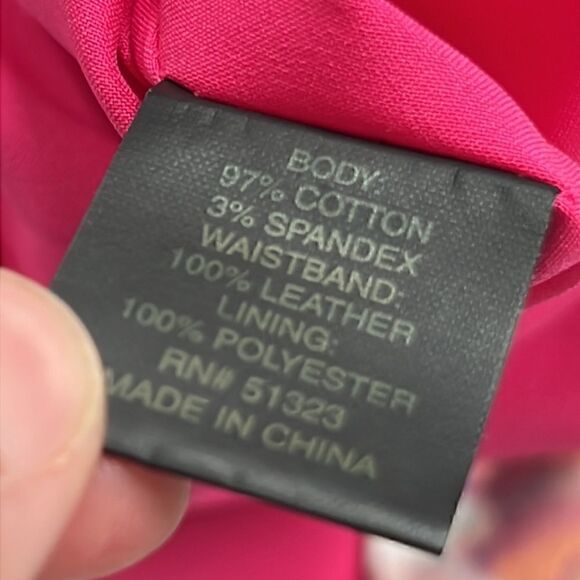 BODY:
97% COTTON
3% SPANDEX
WAISTBAND:
100% LEATHER
LINING:
100% POLYESTER
RN# 51323
MADE IN CHINA